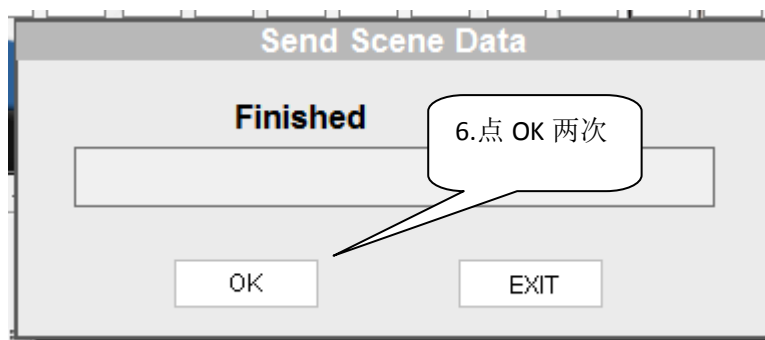 Send Scene Data
Finished
6.点 OK 两次
OK
EXIT